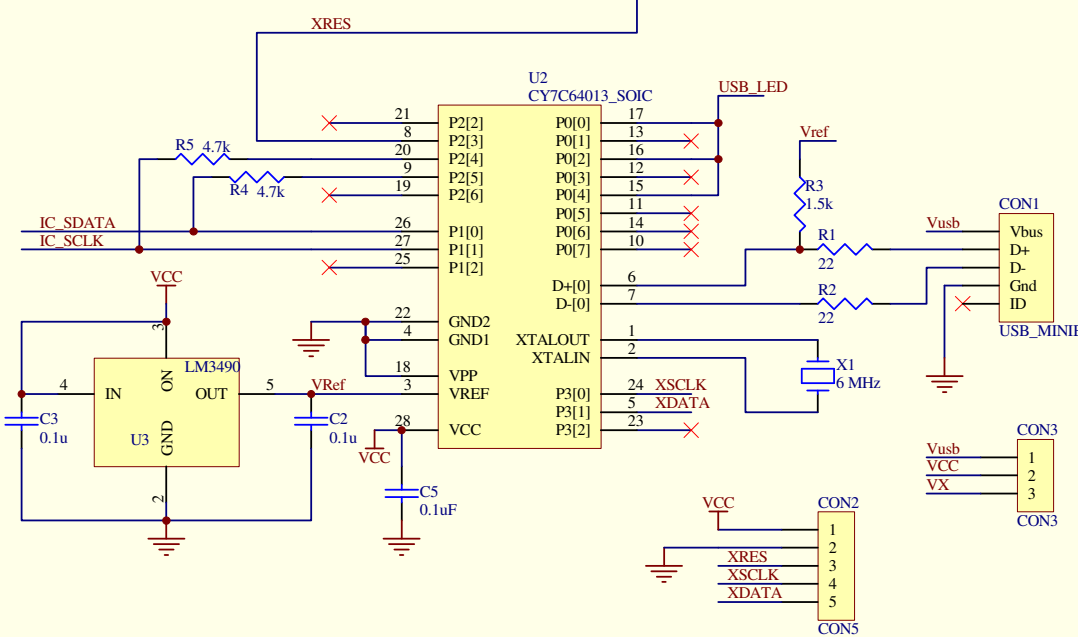 XRES
U2
CY7C64013_SOIC
USB_LED
21 P2[2] P0[0] 17
8 P2[3] P0[1] 13
20 P2[4] P0[2] 16
9 P2[5] P0[3] 12
19 P2[6] P0[4] 15
P0[5] 11
26 P1[0] P0[6] 14
27 P1[1] P0[7] 10
25 P1[2]
D+[0] 6
D-[0] 7
22 GND2
4 GND1
XTALOUT 1
XTALIN 2
18 VPP
3 VREF
P3[0] 24 XSCLK
P3[1] 5 XDATA
28 VCC
P3[2] 23
R5 4.7k
R4 4.7k
IC_SDATA
IC_SCLK
Vref
R3
1.5k
R1
22
R2
22
CON1
Vusb
Vbus
D+
D-
Gnd
ID
USB_MINIE
X1
6 MHz
VCC
3
LM3490
4 IN ON OUT 5 VRef
U3
GND
2
C3
0.1u
C2
0.1u
VCC
C5
0.1uF
CON3
Vusb 1
VCC 2
VX 3
CON3
VCC
CON2
1
2
XRES 3
XSCLK 4
XDATA 5
CON5